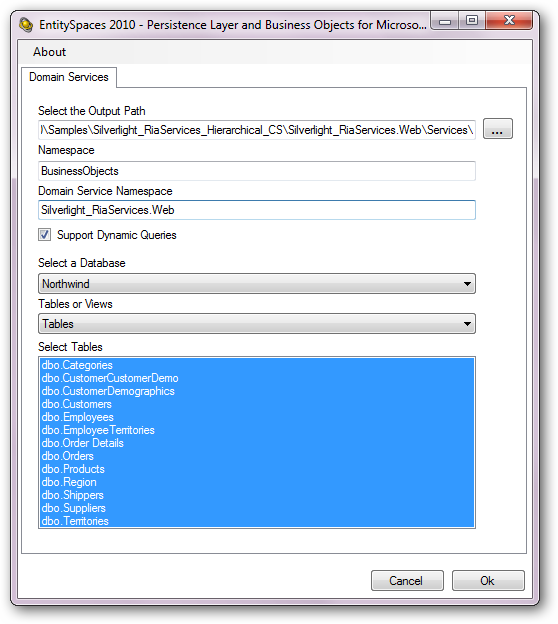 EntitySpaces 2010 - Persistence Layer and Business Objects for Microso...
About
Domain Services
Select the Output Path
\Samples\Silverlight_RiaServices_Hierarchical_CS\Silverlight_RiaServices.Web\Services\
...
Namespace
BusinessObjects
Domain Service Namespace
Silverlight_RiaServices.Web
Support Dynamic Queries
Select a Database
Northwind
Tables or Views
Tables
Select Tables
dbo.Categories
dbo.CustomerCustomerDemo
dbo.CustomerDemographics
dbo.Customers
dbo.Employees
dbo.EmployeeTerritories
dbo.Order Details
dbo.Orders
dbo.Products
dbo.Region
dbo.Shippers
dbo.Suppliers
dbo.Territories
Cancel
Ok